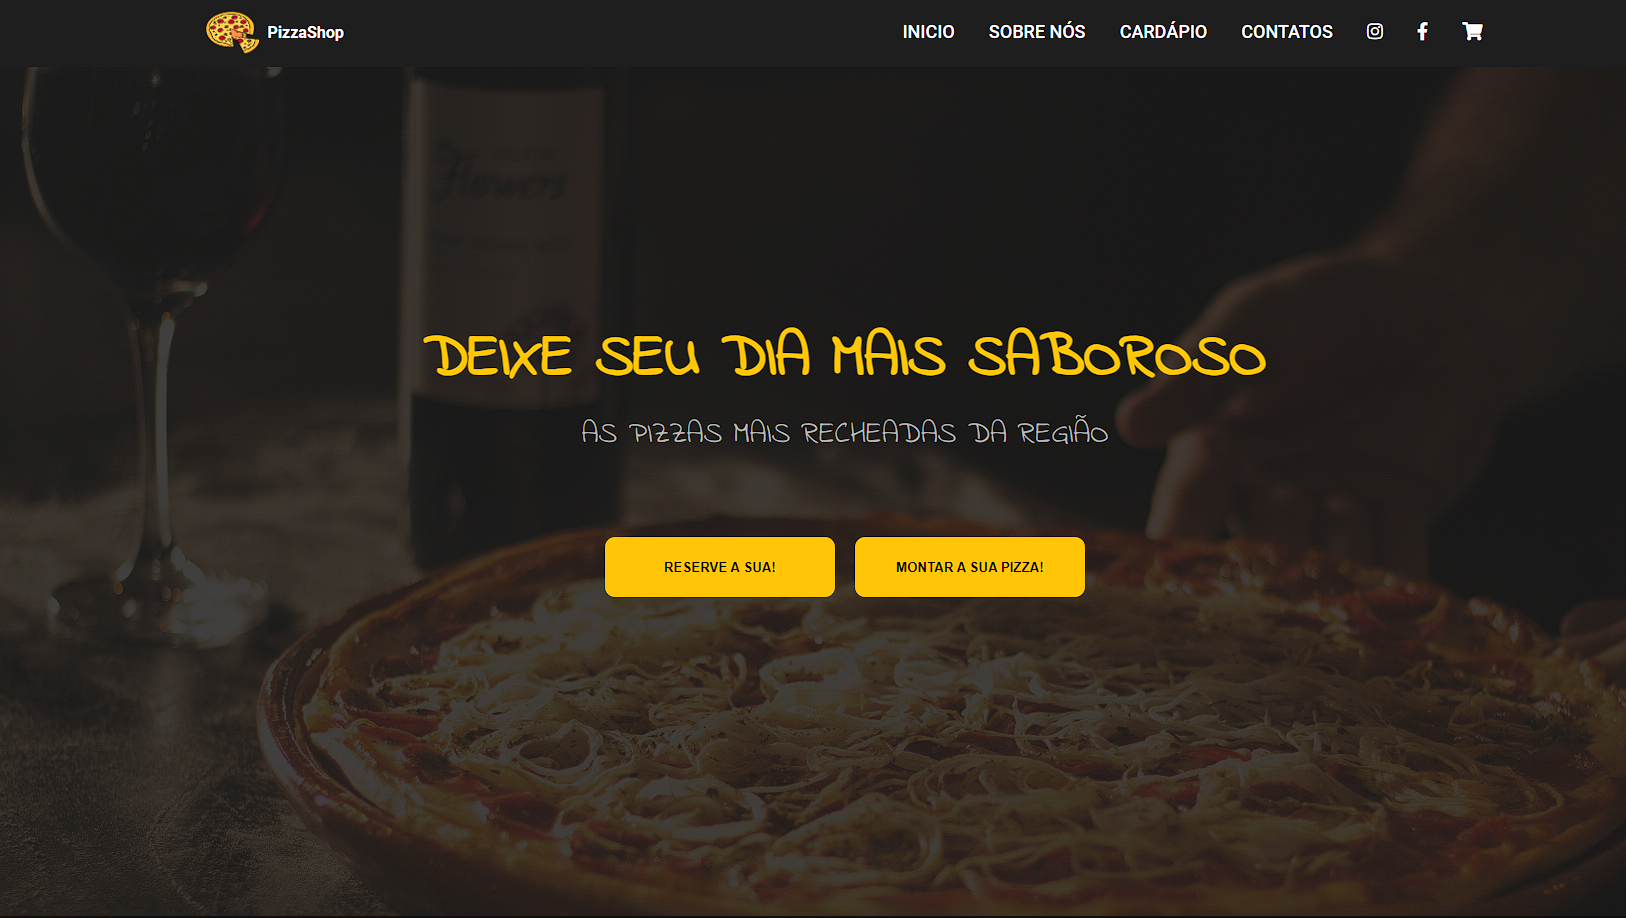 PizzaShop
INICIO
SOBRE NÓS
CARDÁPIO
CONTATOS
Flowers
DEIXE SEU DIA MAIS SABOROSO
AS PIZZAS MAIS RECHEADAS DA REGIÃO
RESERVE A SUA!
MONTAR A SUA PIZZA!